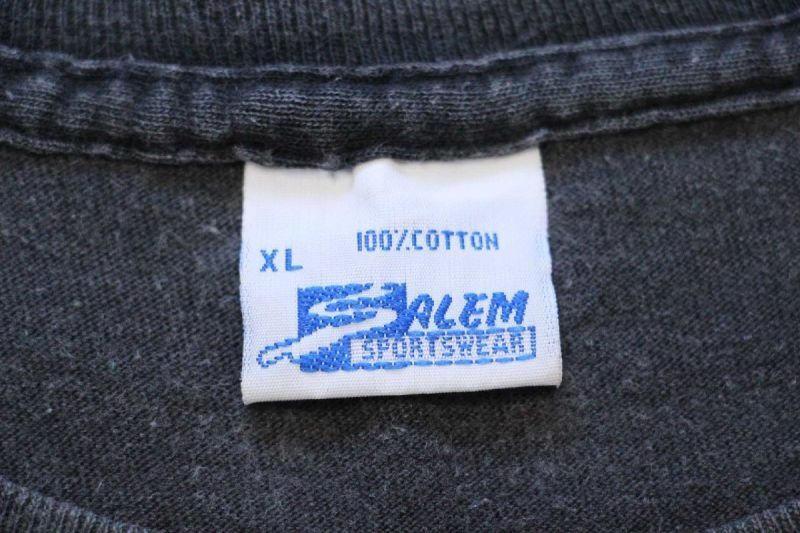 100% COTTON
XL
SALEM
SPORTSWEAR